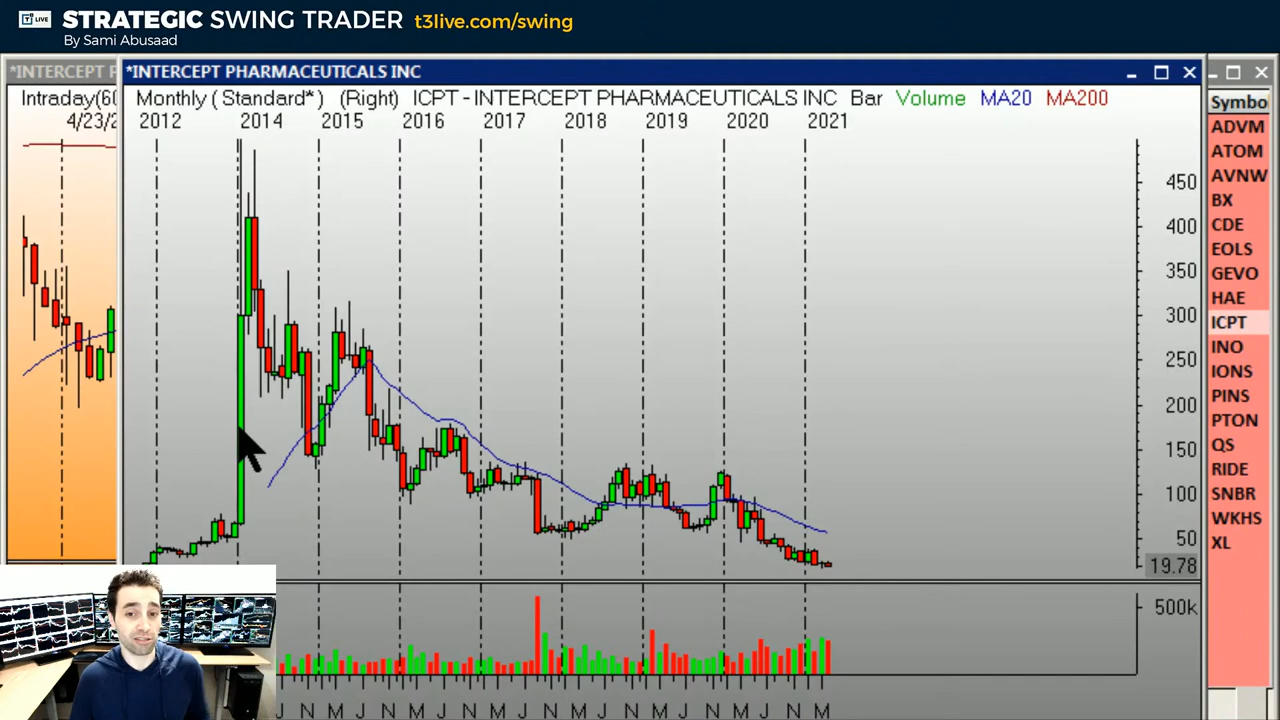 T3 LIVE STRATEGIC SWING TRADER t3live.com/swing
By Sami Abusaad
*INTERCEPT P
*INTERCEPT PHARMACEUTICALS INC
Intraday(60
4/23/2
Monthly (Standard*) (Right) ICPT - INTERCEPT PHARMACEUTICALS INC Bar Volume MA20 MA200
2012 2014 2015 2016 2017 2018 2019 2020 2021
450
400
350
300
250
200
150
100
50
19.78
500k
J N M J N M J N M J N M J N M J N M J N M
Symbo
ADVM
ATOM
AVNW
BX
CDE
EOLS
GEVO
HAE
ICPT
INO
IONS
PINS
PTON
QS
RIDE
SNBR
WKHS
XL